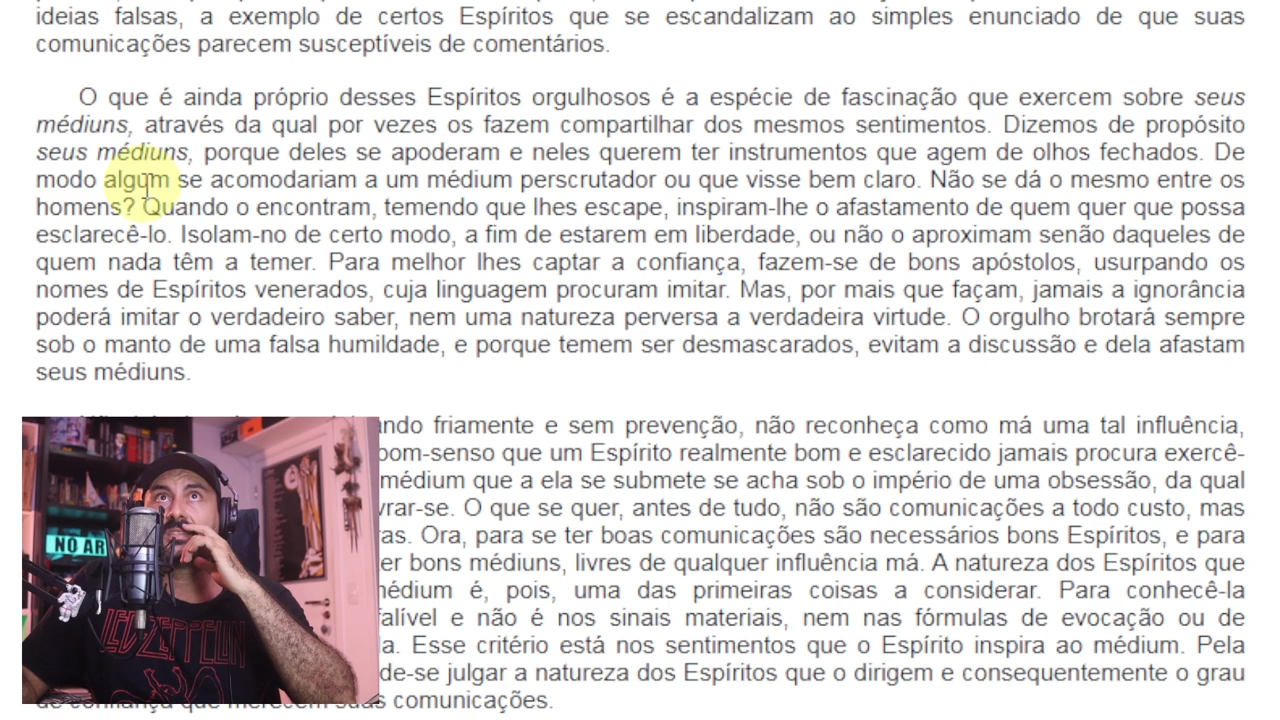 ideias falsas, a exemplo de certos Espíritos que se escandalizam ao simples enunciado de que suas
comunicações parecem susceptíveis de comentários.
O que é ainda próprio desses Espíritos orgulhosos é a espécie de fascinação que exercem sobre seus
médiuns, através da qual por vezes os fazem compartilhar dos mesmos sentimentos. Dizemos de propósito
seus médiuns, porque deles se apoderam e neles querem ter instrumentos que agem de olhos fechados. De
modo algum se acomodariam a um médium perscrutador ou que visse bem claro. Não se dá o mesmo entre os
homens? Quando o encontram, temendo que lhes escape, inspiram-lhe o afastamento de quem quer que possa
esclarecê-lo. Isolam-no de certo modo, a fim de estarem em liberdade, ou não o aproximam senão daqueles de
quem nada têm a temer. Para melhor lhes captar a confiança, fazem-se de bons apóstolos, usurpando os
nomes de Espíritos venerados, cuja linguagem procuram imitar. Mas, por mais que façam, jamais a ignorância
poderá imitar o verdadeiro saber, nem uma natureza perversa a verdadeira virtude. O orgulho brotará sempre
sob o manto de uma falsa humildade, e porque temem ser desmascarados, evitam a discussão e dela afastam
seus médiuns.
ando friamente e sem prevenção, não reconheça como má uma tal influência,
bom-senso que um Espírito realmente bom e esclarecido jamais procura exercê-
médium que a ela se submete se acha sob o império de uma obsessão, da qual
vrar-se. O que se quer, antes de tudo, não são comunicações a todo custo, mas
ras. Ora, para se ter boas comunicações são necessários bons Espíritos, e para
er bons médiuns, livres de qualquer influência má. A natureza dos Espíritos que
médium é, pois, uma das primeiras coisas a considerar. Para conhecê-la
falível e não é nos sinais materiais, nem nas fórmulas de evocação ou de
la. Esse critério está nos sentimentos que o Espírito inspira ao médium. Pela
de-se julgar a natureza dos Espíritos que o dirigem e consequentemente o grau
de confiança que merecem suas comunicações.
NO AR
LED ZEPPELIN